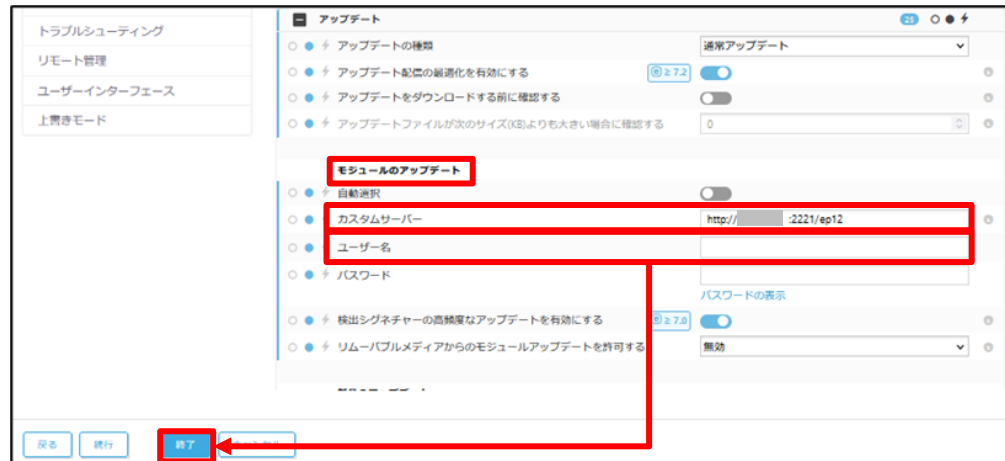 トラブルシューティング
リモート管理
ユーザーインターフェース
上書きモード
アップデート 25
アップデートの種類 通常アップデート
アップデート配信の最適化を有効にする ≥ 7.2
アップデートをダウンロードする前に確認する
アップデートファイルが次のサイズ(KB)よりも大きい場合に確認する 0
モジュールのアップデート
自動選択
カスタムサーバー http:// :2221/ep12
ユーザー名
パスワード
パスワードの表示
検出シグネチャーの高頻度なアップデートを有効にする ≥ 7.0
リムーバブルメディアからのモジュールアップデートを許可する 無効
戻る 続行 終了